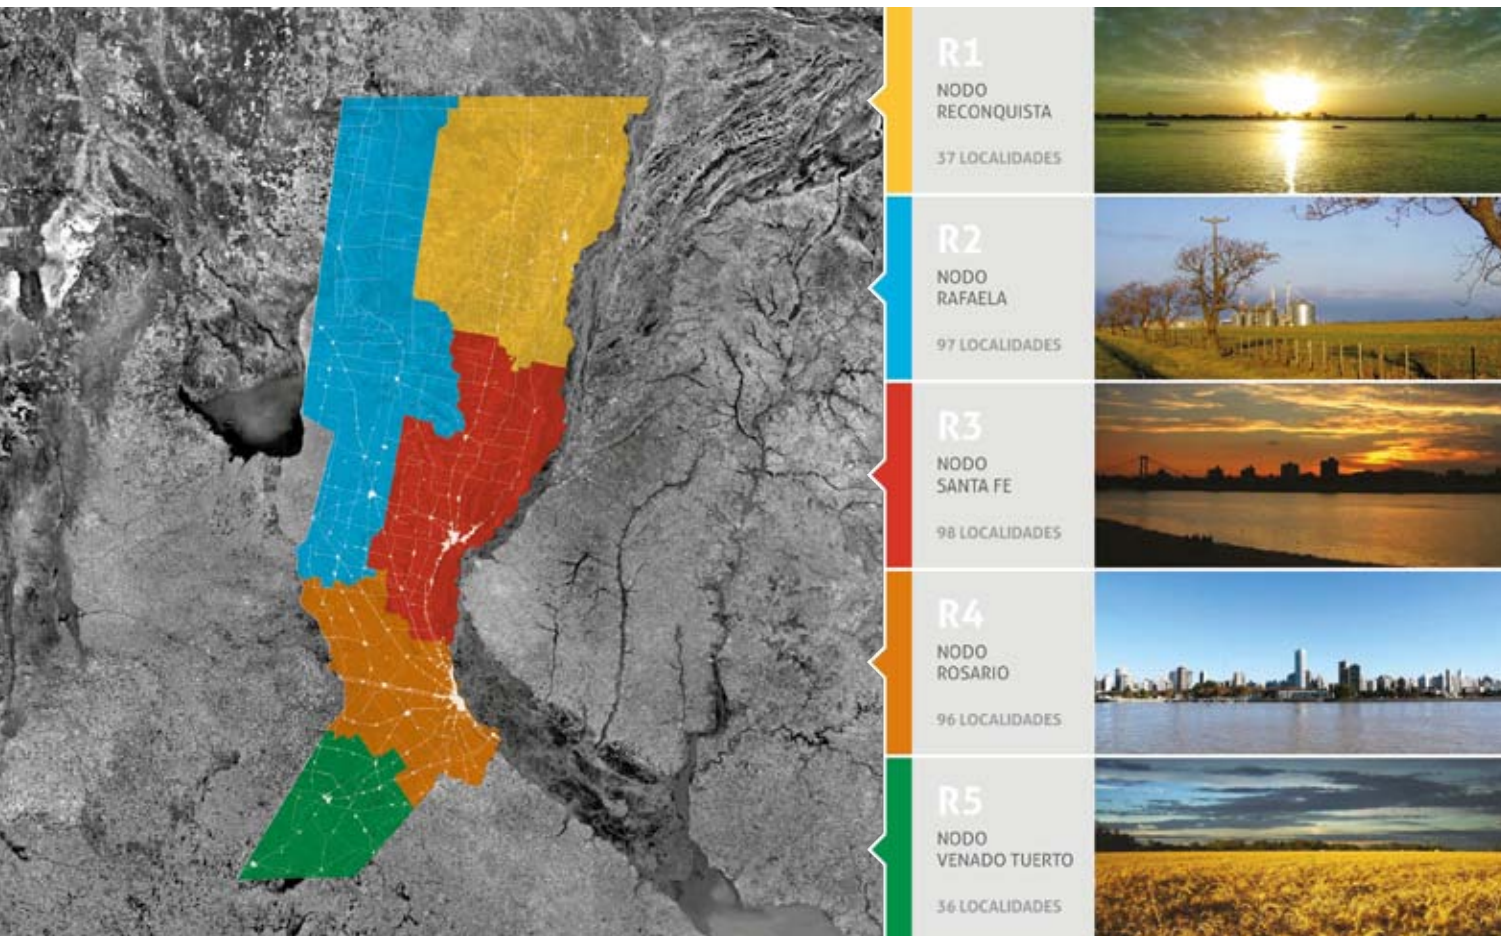 R1
NODO
RECONQUISTA
37 LOCALIDADES
R2
NODO
RAFAELA
97 LOCALIDADES
R3
NODO
SANTA FE
98 LOCALIDADES
R4
NODO
ROSARIO
96 LOCALIDADES
R5
NODO
VENADO TUERTO
36 LOCALIDADES